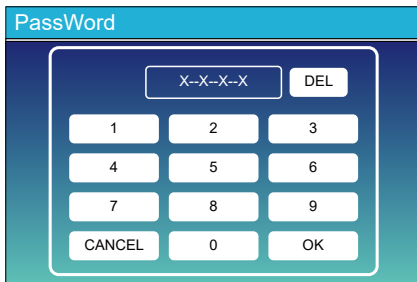 PassWord
X--X--X--X DEL
1 2 3
4 5 6
7 8 9
CANCEL 0 OK